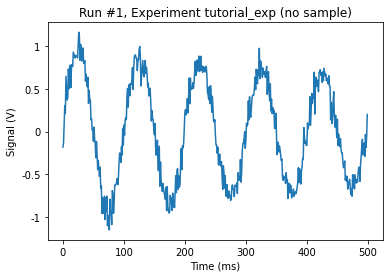 Run #1, Experiment tutorial_exp (no sample)
1
0.5
0
-0.5
-1
Signal (V)
0 100 200 300 400 500
Time (ms)